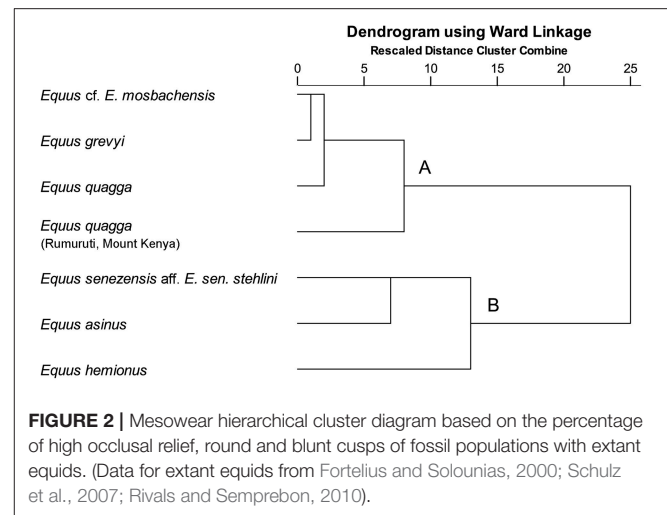 Dendrogram using Ward Linkage
Rescaled Distance Cluster Combine
0 5 10 15 20 25
Equus cf. E. mosbachensis
Equus grevyi
A
Equus quagga
Equus quagga
(Rumuruti, Mount Kenya)
Equus senezensis aff. E. sen. stehlini
B
Equus asinus
Equus hemionus
FIGURE 2 | Mesowear hierarchical cluster diagram based on the percentage
of high occlusal relief, round and blunt cusps of fossil populations with extant
equids. (Data for extant equids from Fortelius and Solounias, 2000; Schulz
et al., 2007; Rivals and Semprebon, 2010).